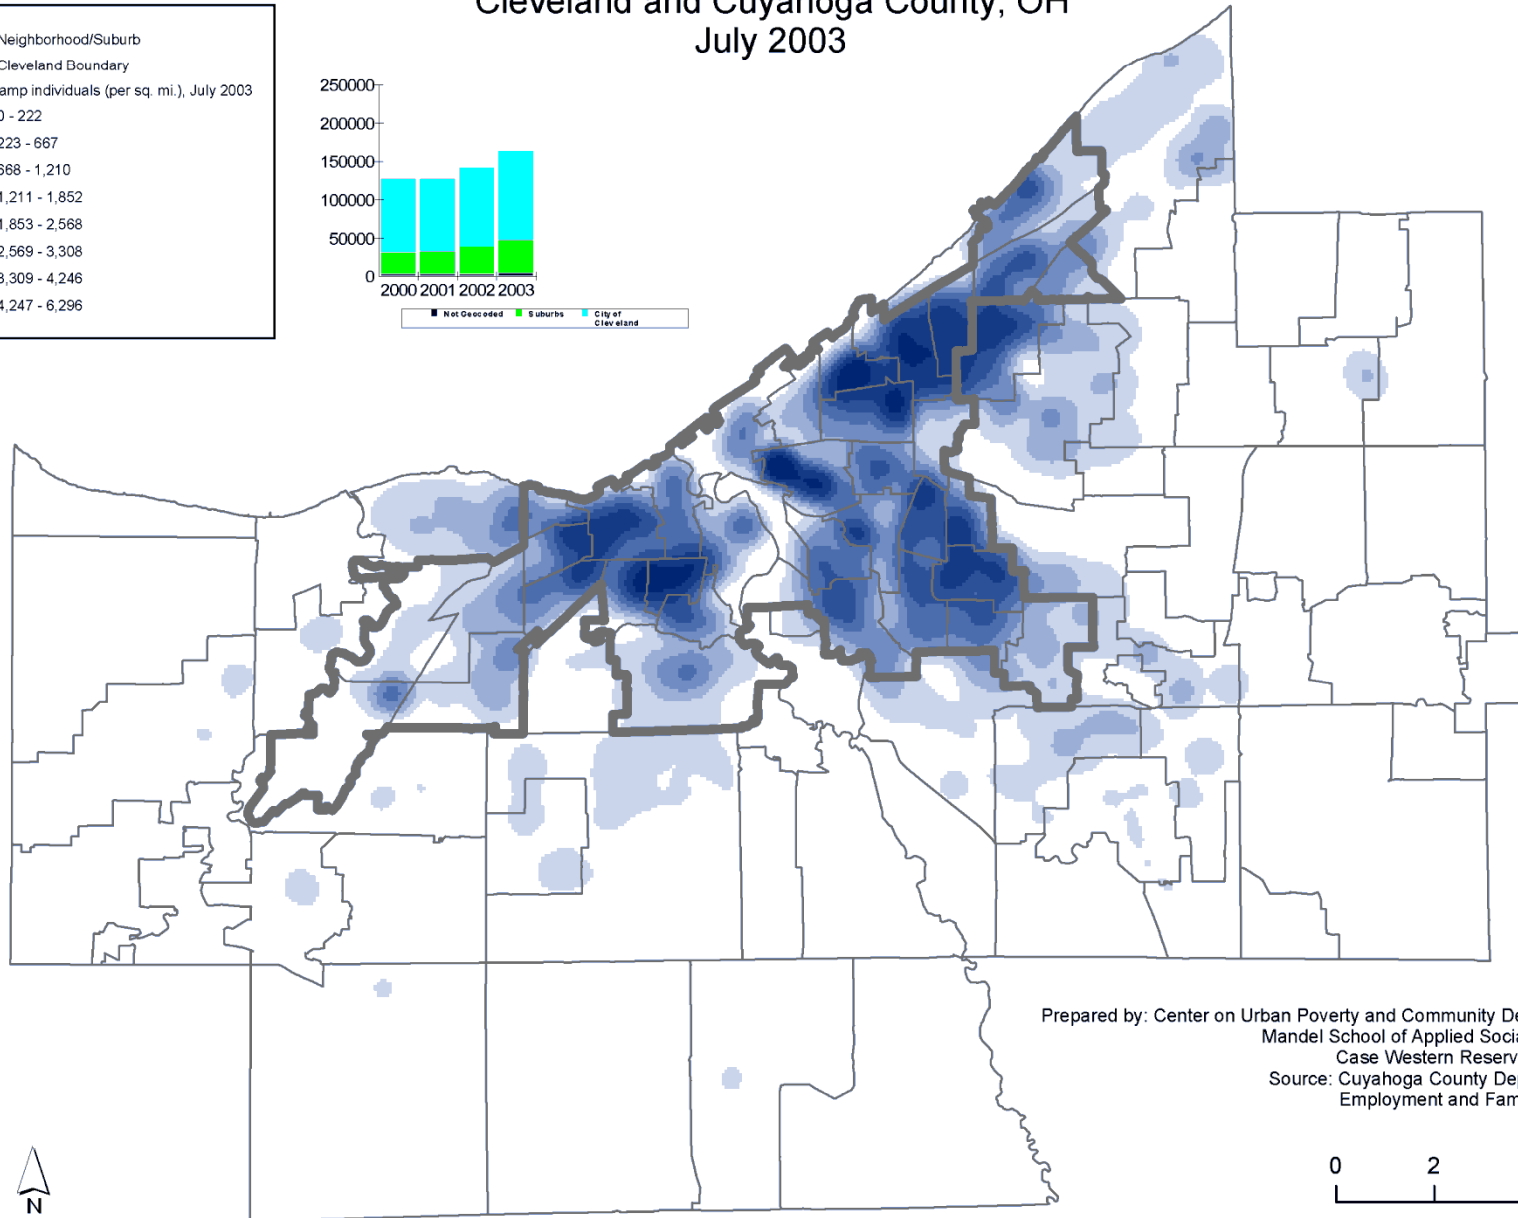 Cleveland and Cuyahoga County, OH
July 2003
Neighborhood/Suburb
Cleveland Boundary
amp individuals (per sq. mi.), July 2003
0 - 222
223 - 667
668 - 1,210
1,211 - 1,852
1,853 - 2,568
2,569 - 3,308
3,309 - 4,246
4,247 - 6,296
250000
200000
150000
100000
50000
0
2000 2001 2002 2003
Not Geocoded Suburbs City of
Cleveland
Prepared by: Center on Urban Poverty and Community De
Mandel School of Applied Soci
Case Western Reserv
Source: Cuyahoga County De
Employment and Fam
0 2
N